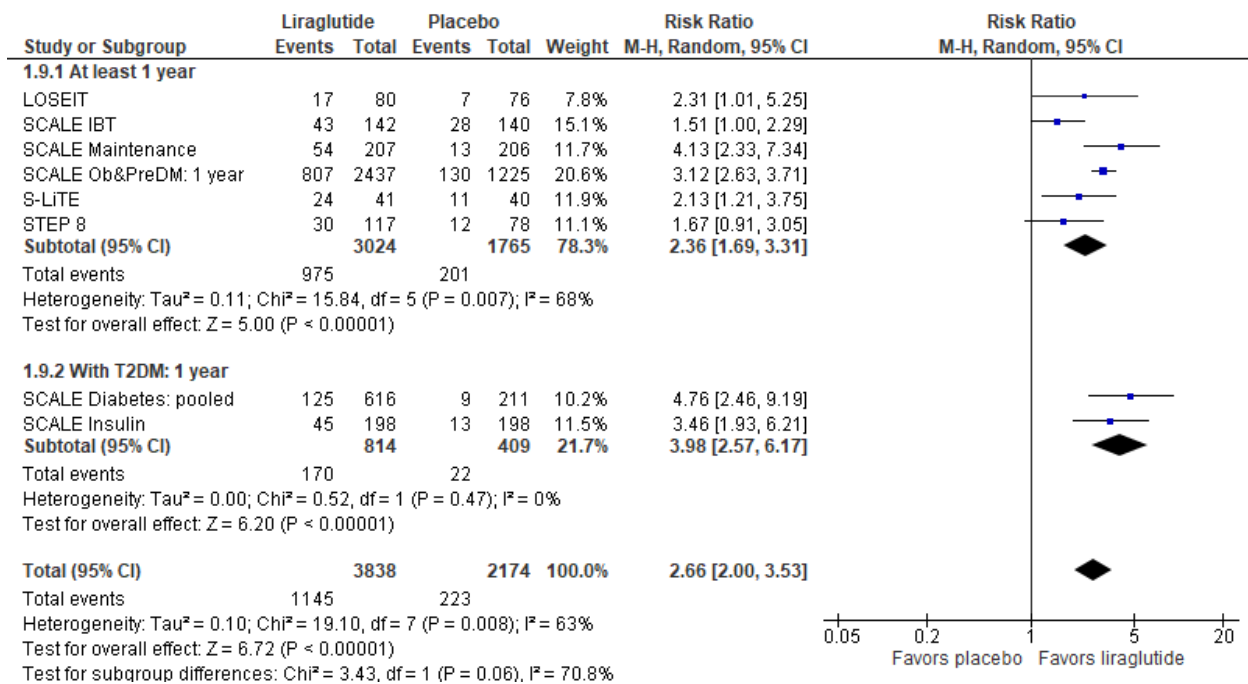 Liraglutide Placebo Risk Ratio Risk Ratio
Study or Subgroup Events Total Events Total Weight M-H, Random, 95% CI M-H, Random, 95% CI
1.9.1 At least 1 year
LOSEIT 17 80 7 76 7.8% 2.31 [1.01, 5.25]
SCALE IBT 43 142 28 140 15.1% 1.51 [1.00, 2.29]
SCALE Maintenance 54 207 13 206 11.7% 4.13 [2.33, 7.34]
SCALE Ob&PreDM: 1 year 807 2437 130 1225 20.6% 3.12 [2.63, 3.71]
S-LiTE 24 41 11 40 11.9% 2.13 [1.21, 3.75]
STEP 8 30 117 12 78 11.1% 1.67 [0.91, 3.05]
Subtotal (95% CI) 3024 1765 78.3% 2.36 [1.69, 3.31]
Total events 975 201
Heterogeneity: Tau² = 0.11; Chi² = 15.84, df = 5 (P = 0.007); I² = 68%
Test for overall effect: Z = 5.00 (P < 0.00001)
1.9.2 With T2DM: 1 year
SCALE Diabetes: pooled 125 616 9 211 10.2% 4.76 [2.46, 9.19]
SCALE Insulin 45 198 13 198 11.5% 3.46 [1.93, 6.21]
Subtotal (95% CI) 814 409 21.7% 3.98 [2.57, 6.17]
Total events 170 22
Heterogeneity: Tau² = 0.00; Chi² = 0.52, df = 1 (P = 0.47); I² = 0%
Test for overall effect: Z = 6.20 (P < 0.00001)
Total (95% CI) 3838 2174 100.0% 2.66 [2.00, 3.53]
Total events 1145 223
Heterogeneity: Tau² = 0.10; Chi² = 19.10, df = 7 (P = 0.008); I² = 63%
Test for overall effect: Z = 6.72 (P < 0.00001)
Test for subgroup differences: Chi² = 3.43, df = 1 (P = 0.06), I² = 70.8%
0.05 0.2 1 5 20
Favors placebo Favors liraglutide